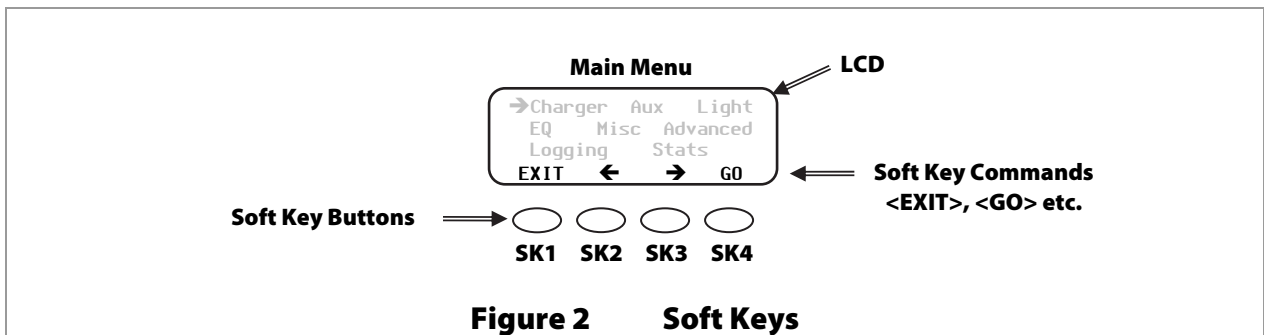 Main Menu
LCD
➔Charger Aux Light
EQ Misc Advanced
Logging Stats
EXIT 🡸 ➔ GO
Soft Key Commands
<EXIT>, <GO> etc.
Soft Key Buttons
SK1 SK2 SK3 SK4
Figure 2 Soft Keys